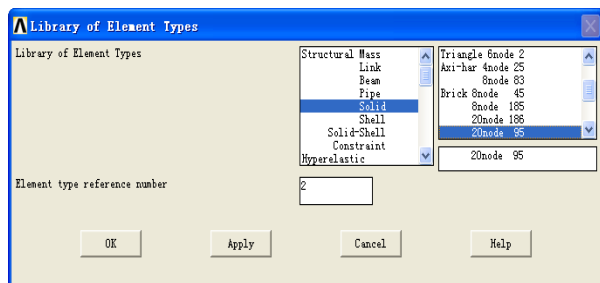 Library of Element Types
Library of Element Types
Structural Mass
Link
Beam
Pipe
Solid
Shell
Solid-Shell
Constraint
Hyperelastic
Triangle 6node 2
Axi-har 4node 25
8node 83
Brick 8node 45
8node 185
20node 186
20node 95
20node 95
Element type reference number
2
OK
Apply
Cancel
Help